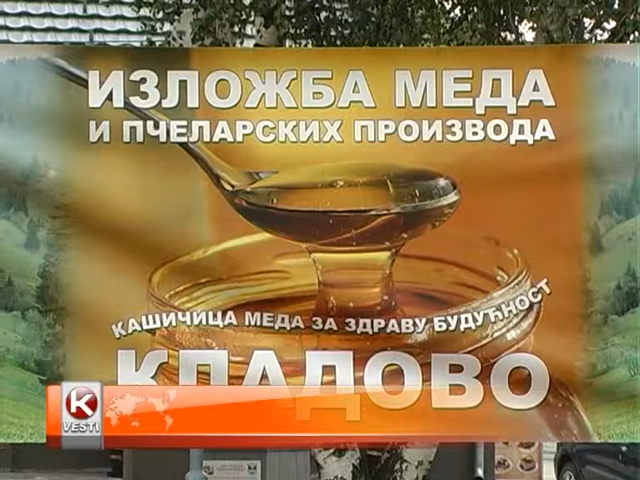 ИЗЛОЖБА МЕДА
И ПЧЕЛАРСКИХ ПРОИЗВОДА
КАШИЧИЦА МЕДА ЗА ЗДРАВУ БУДУЋНОСТ
КЛАДОВО
K
VESTI